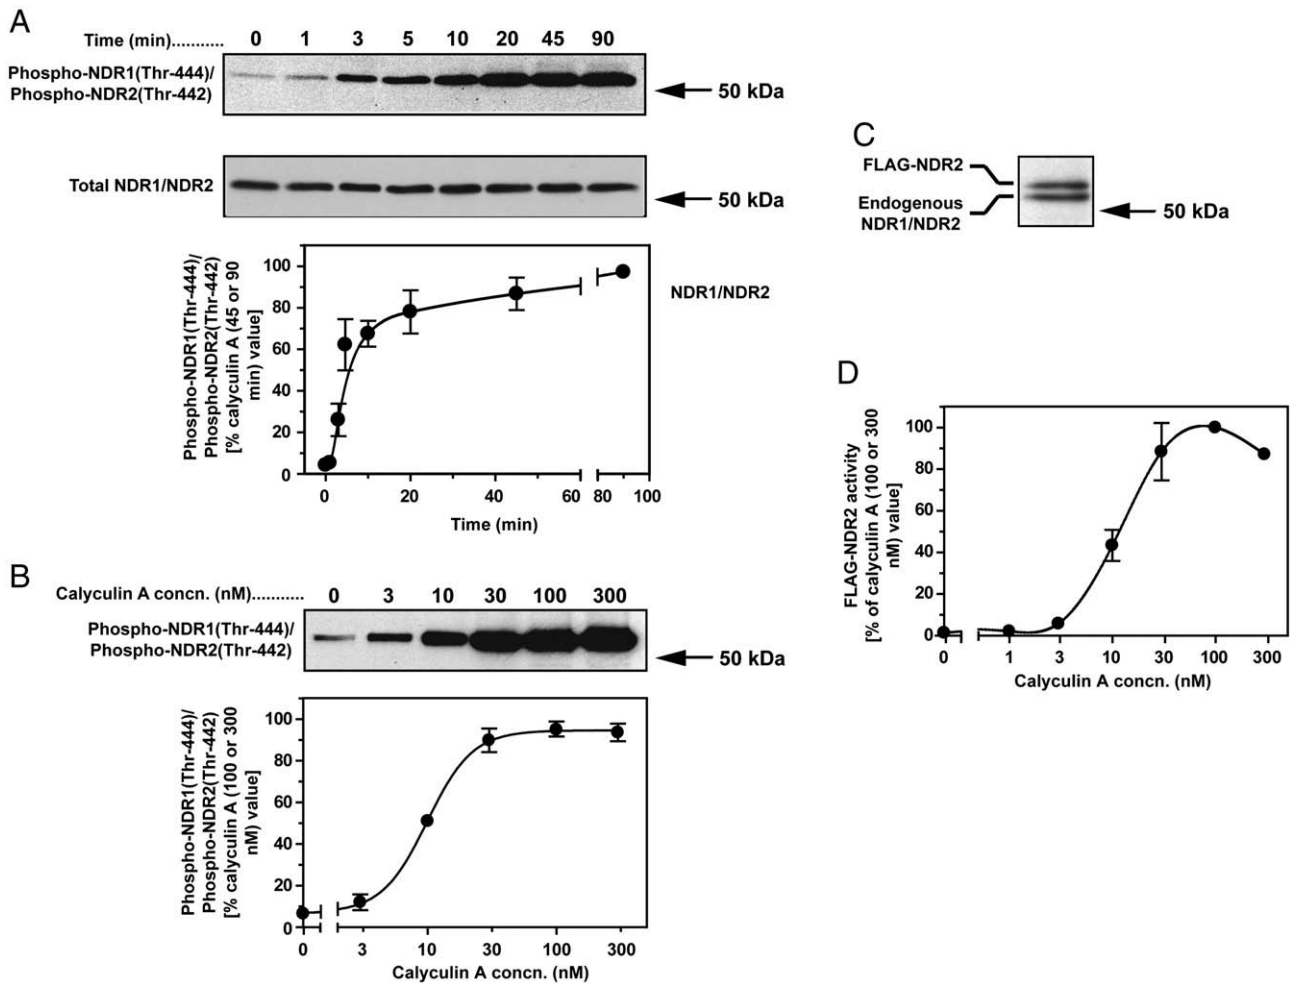 A
Time (min)........... 0 1 3 5 10 20 45 90
Phospho-NDR1(Thr-444)/
Phospho-NDR2(Thr-442)
50 kDa
Total NDR1/NDR2
50 kDa
Phospho-NDR1(Thr-444)/
Phospho-NDR2(Thr-442)
[% calyculin A (45 or 90
min) value]
100
80
60
40
20
0
0 20 40 60 80 100
Time (min)
NDR1/NDR2
B
Calyculin A concn. (nM)........... 0 3 10 30 100 300
Phospho-NDR1(Thr-444)/
Phospho-NDR2(Thr-442)
50 kDa
Phospho-NDR1(Thr-444)/
Phospho-NDR2(Thr-442)
[% calyculin A (100 or 300
nM) value]
100
80
60
40
20
0
0 3 10 30 100 300
Calyculin A concn. (nM)
C
FLAG-NDR2
Endogenous
NDR1/NDR2
50 kDa
D
FLAG-NDR2 activity
[% of calyculin A (100 or 300
nM) value]
100
80
60
40
20
0
0 1 3 10 30 100 300
Calyculin A concn. (nM)